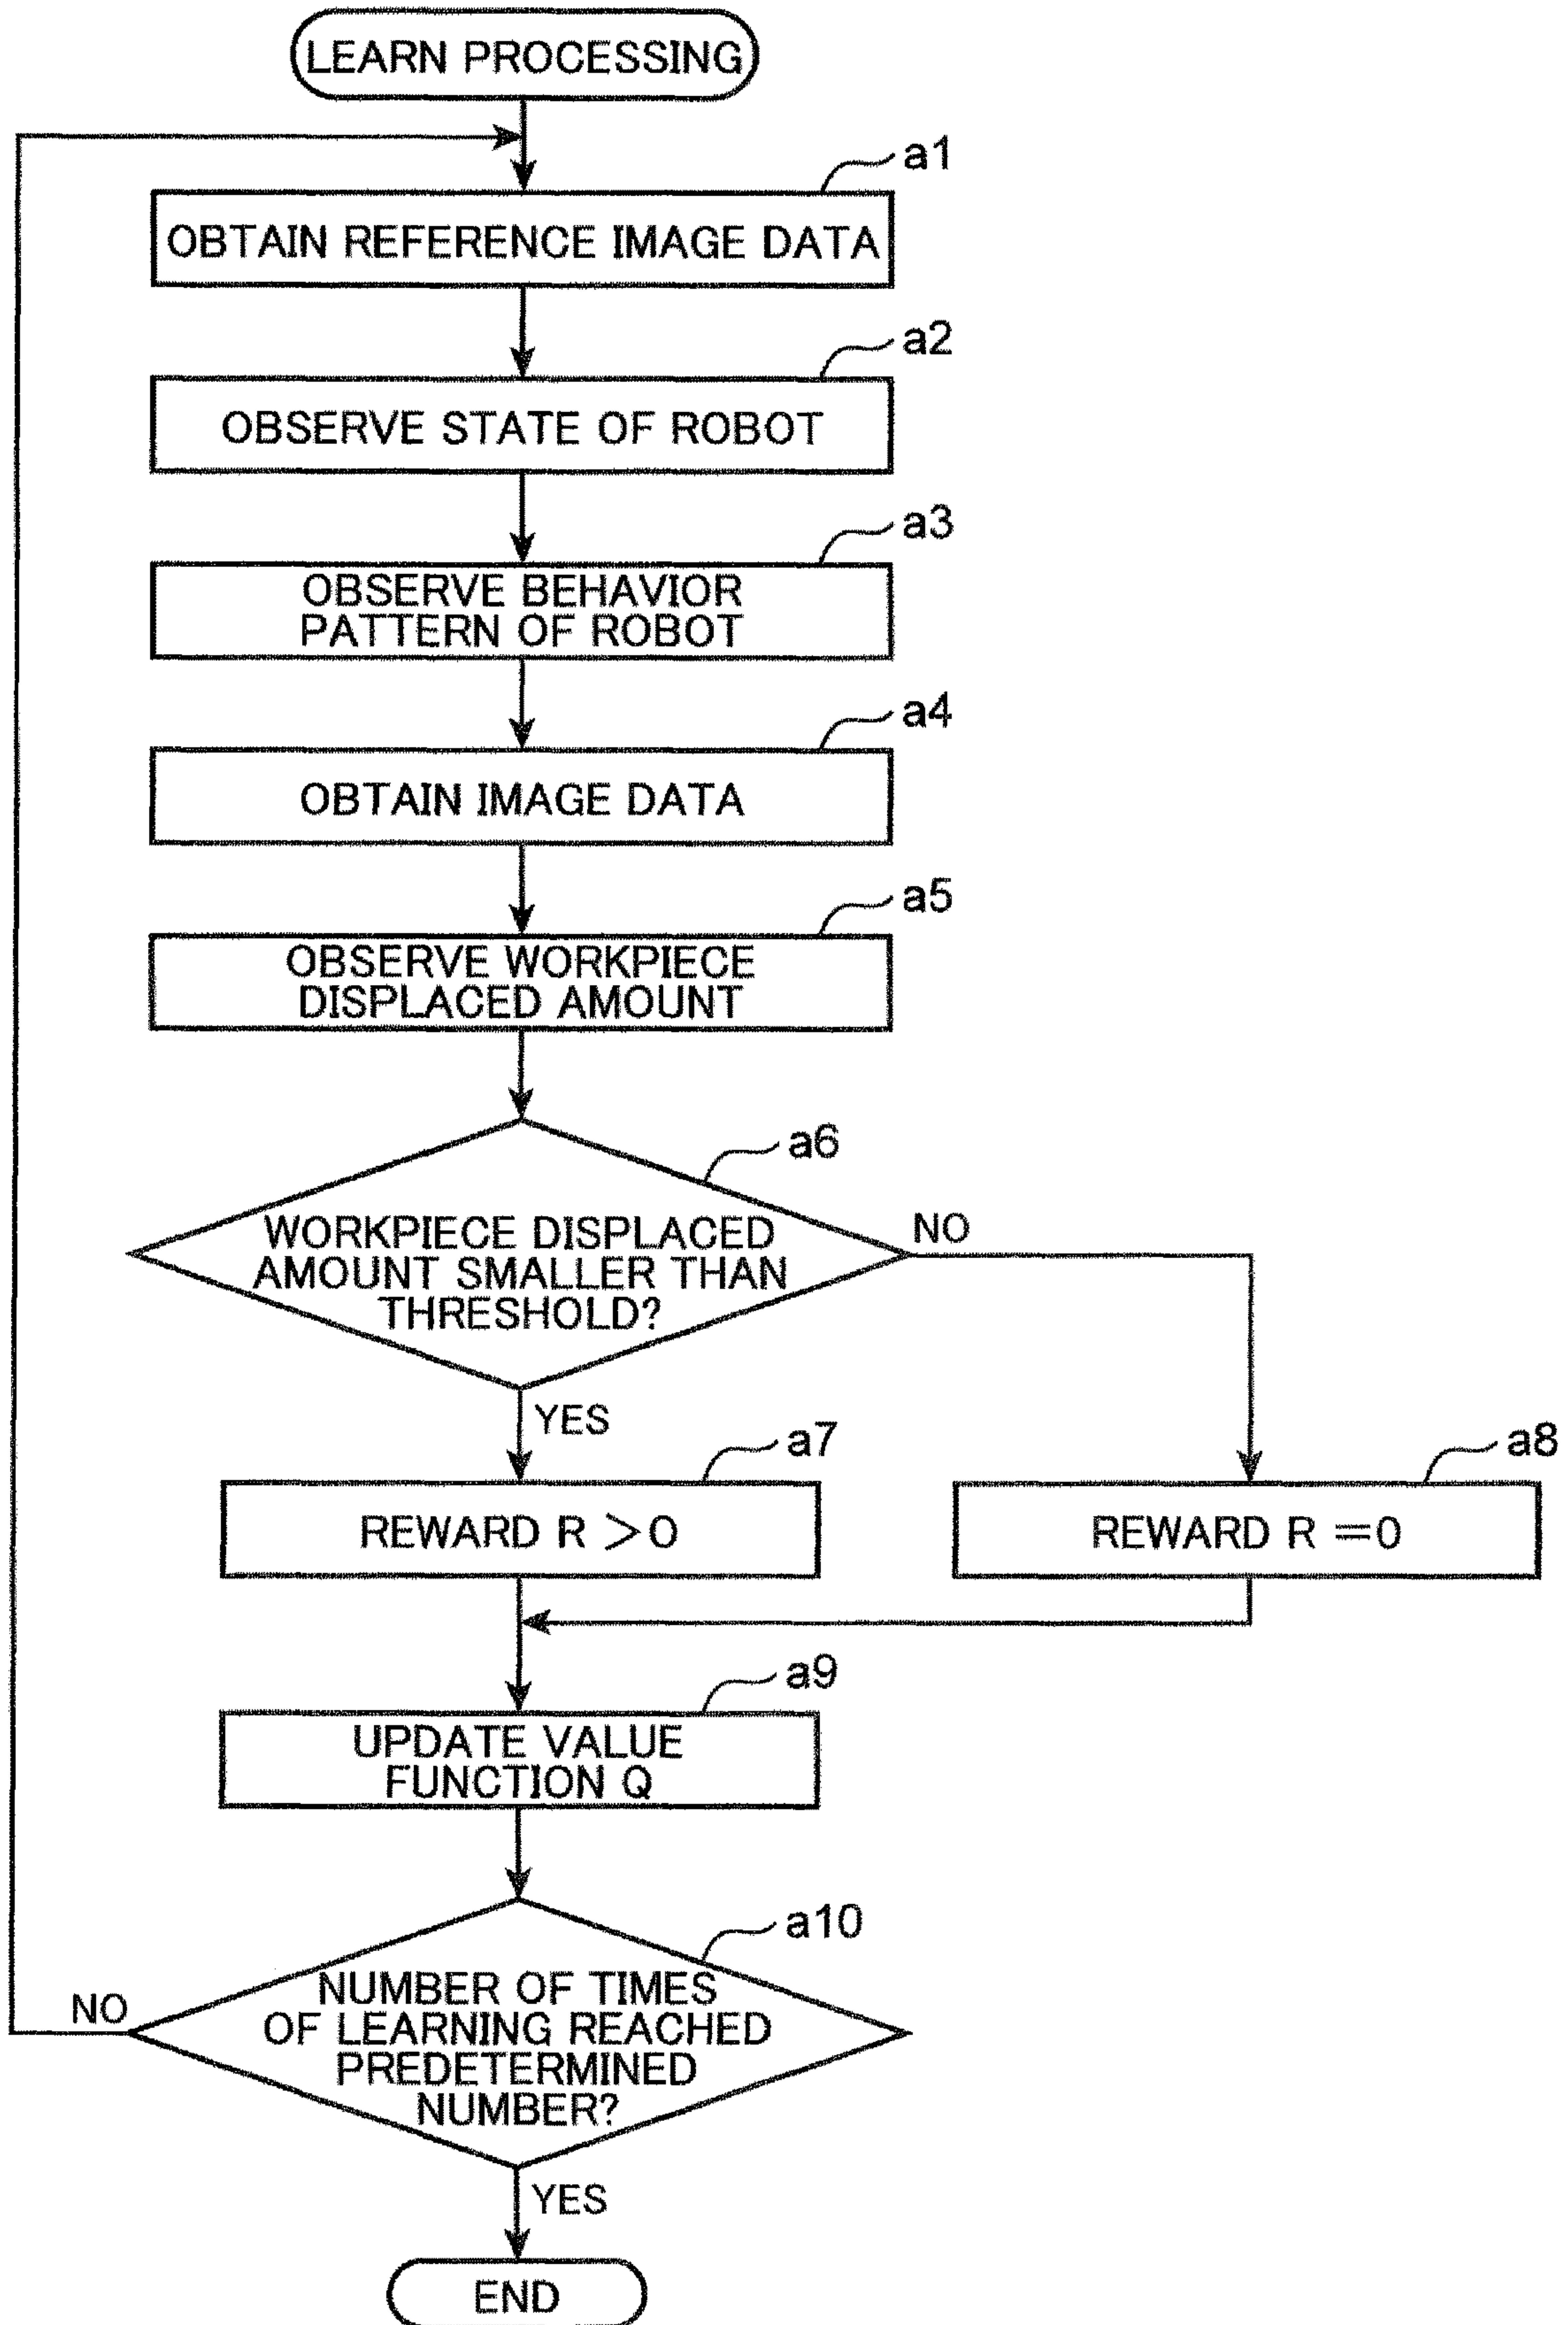 LEARN PROCESSING
a1
OBTAIN REFERENCE IMAGE DATA
a2
OBSERVE STATE OF ROBOT
a3
OBSERVE BEHAVIOR
PATTERN OF ROBOT
a4
OBTAIN IMAGE DATA
a5
OBSERVE WORKPIECE
DISPLACED AMOUNT
a6
WORKPIECE DISPLACED
AMOUNT SMALLER THAN
THRESHOLD?
NO
YES
a7
REWARD R >0
a8
REWARD R =0
a9
UPDATE VALUE
FUNCTION Q
a10
NUMBER OF TIMES
OF LEARNING REACHED
PREDETERMINED
NUMBER?
NO
YES
END